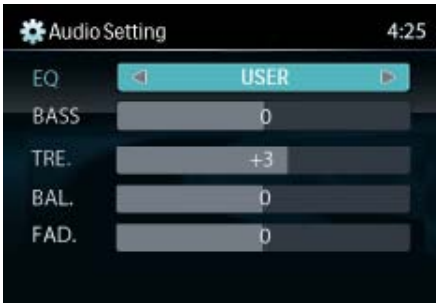 Audio Setting 4:25
EQ USER
BASS 0
TRE. +3
BAL. 0
FAD. 0